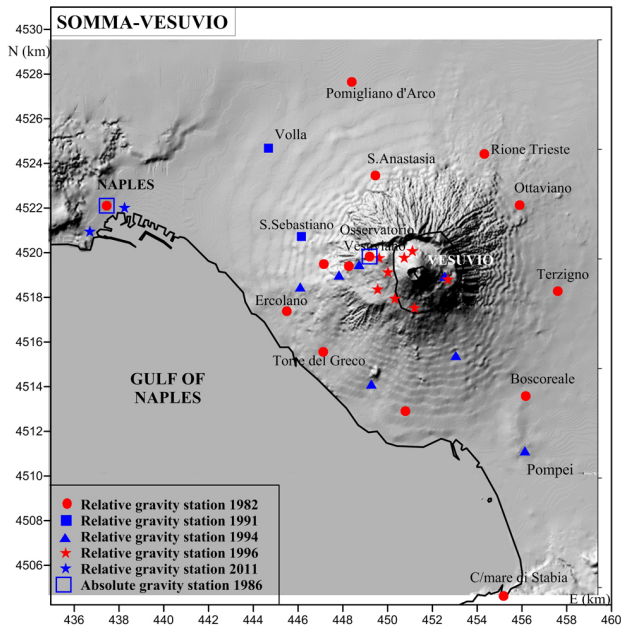 SOMMA-VESUVIO
4530
N (km)
4528
4526
4524
4522
4520
4518
4516
4514
4512
4510
4508
4506
Pomigliano d'Arco
Volla
Rione Trieste
S.Anastasia
NAPLES
Ottaviano
S.Sebastiano
Osservatorio
Vesuviano
VESUVIO
Terzigno
Ercolano
Torre del Greco
GULF OF
NAPLES
Boscoreale
Pompei
C/mare di Stabia
E (km)
Relative gravity station 1982
Relative gravity station 1991
Relative gravity station 1994
Relative gravity station 1996
Relative gravity station 2011
Absolute gravity station 1986
436 438 440 442 444 446 448 450 452 454 456 458 460